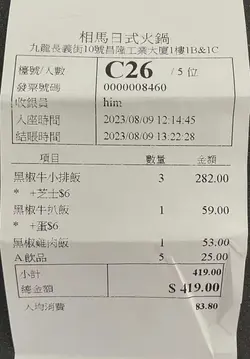 相馬日式火鍋
九龍長義街10號昌隆工業大廈1樓1B&1C
檯號/人數 C26 / 5 位
發票號碼 0000008460
收銀員 him
入座時間 2023/08/09 12:14:45
結賬時間 2023/08/09 13:22:28
項目 數量 金額
黑椒牛小排飯 3 282.00
* +芝士$6
黑椒牛扒飯 1 59.00
* +蛋$6
黑椒雞肉飯 1 53.00
A飲品 5 25.00
小計 419.00
總金額 $ 419.00
人均消費 83.80